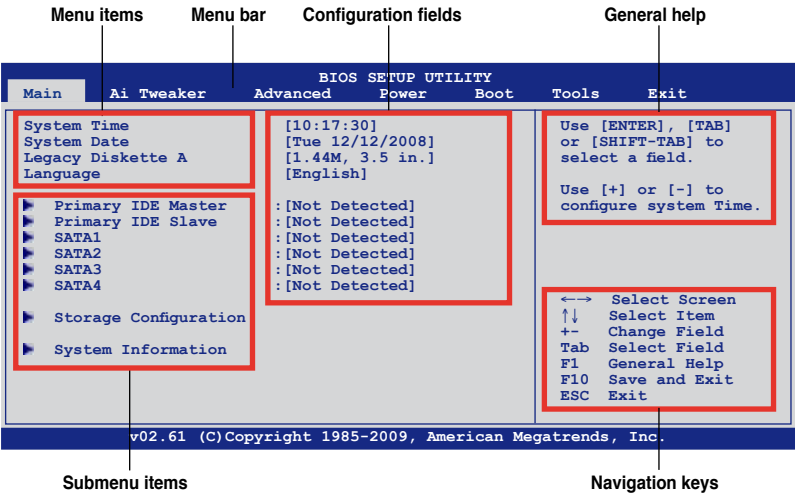 Menu items Menu bar Configuration fields General help
BIOS SETUP UTILITY
Main Ai Tweaker Advanced Power Boot Tools Exit
System Time [10:17:30]
System Date [Tue 12/12/2008]
Legacy Diskette A [1.44M, 3.5 in.]
Language [English]
Primary IDE Master :[Not Detected]
Primary IDE Slave :[Not Detected]
SATA1 :[Not Detected]
SATA2 :[Not Detected]
SATA3 :[Not Detected]
SATA4 :[Not Detected]
Storage Configuration
System Information
Use [ENTER], [TAB]
or [SHIFT-TAB] to
select a field.
Use [+] or [-] to
configure system Time.
←→ Select Screen
↑↓ Select Item
+- Change Field
Tab Select Field
F1 General Help
F10 Save and Exit
ESC Exit
v02.61 (C)Copyright 1985-2009, American Megatrends, Inc.
Submenu items Navigation keys